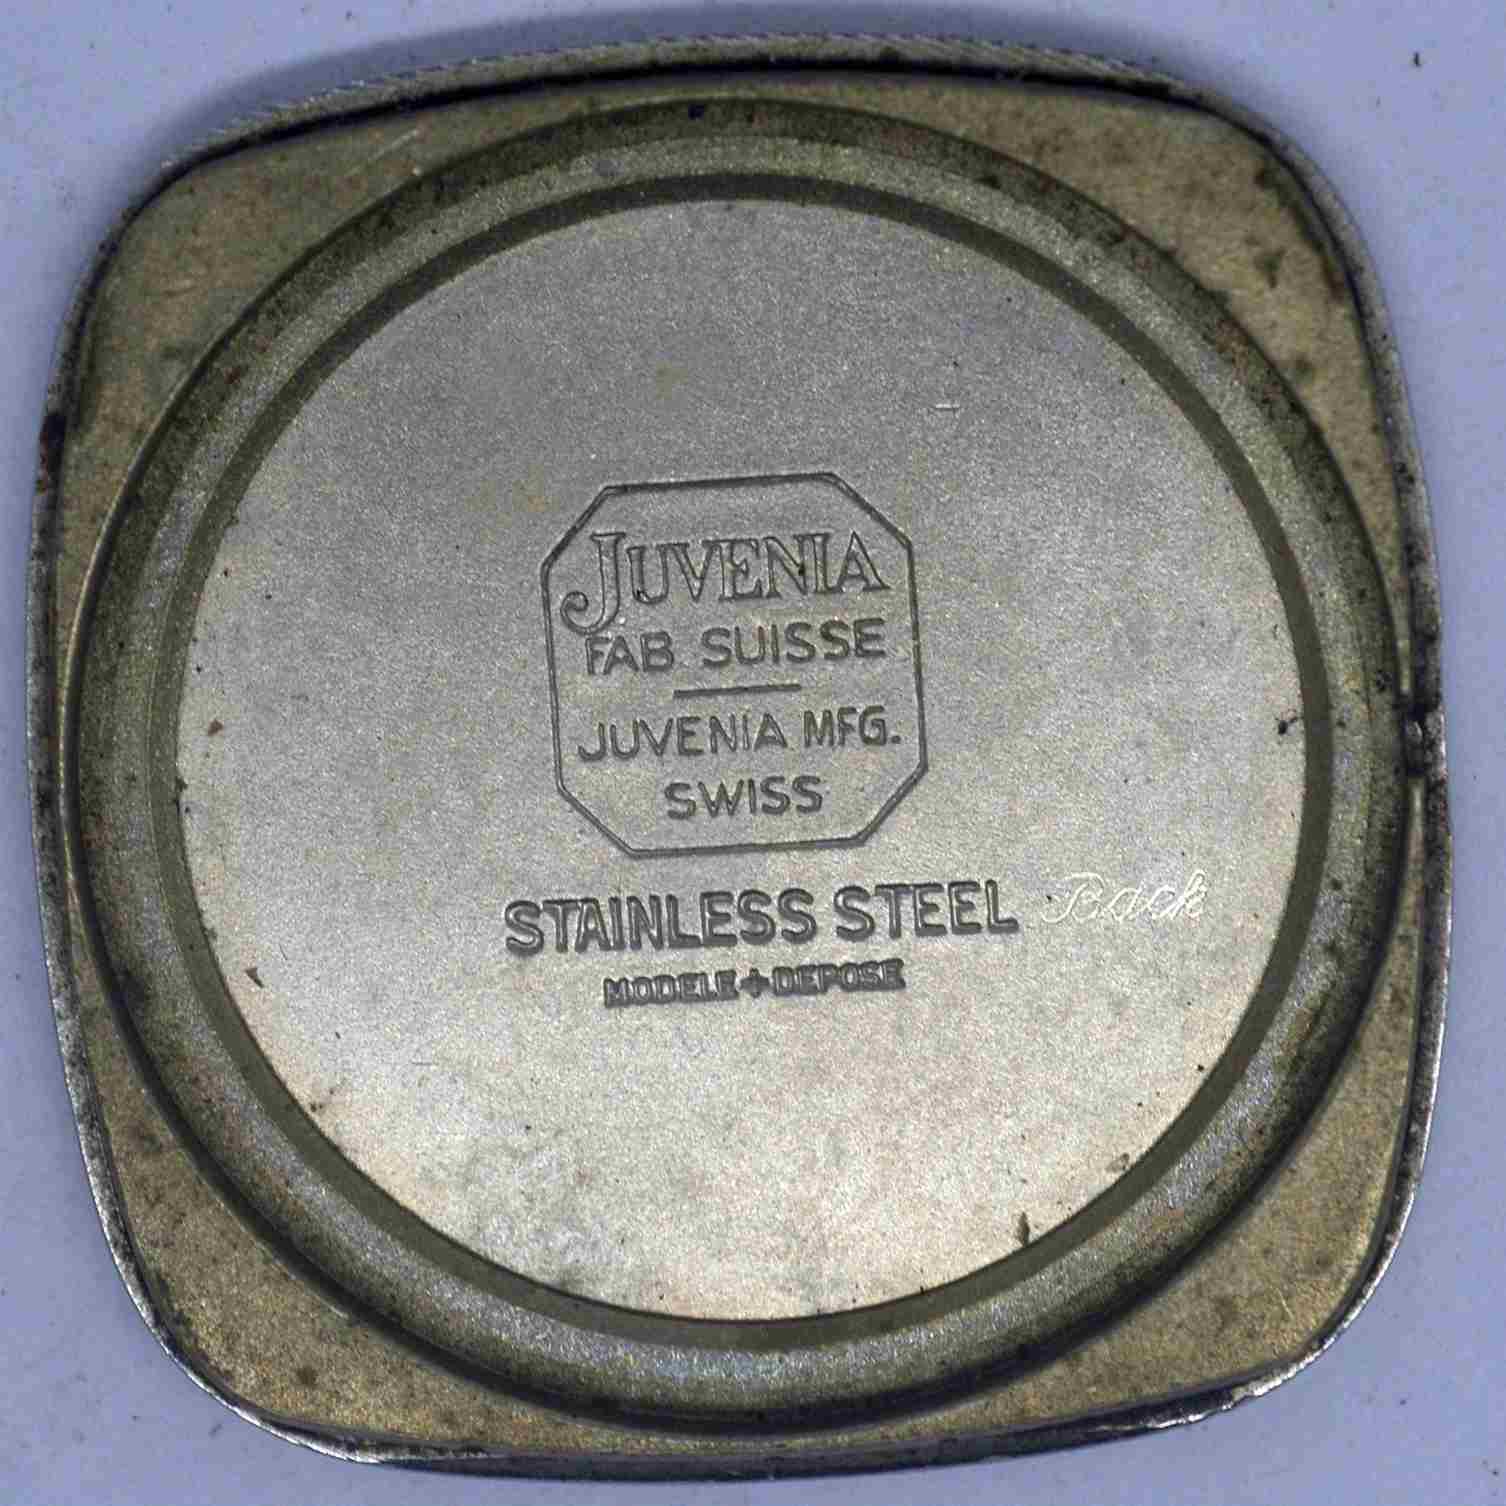 JUVENIA
FAB SUISSE
JUVENIA MFG.
SWISS
STAINLESS STEEL Back
MODELE + DEPOSE